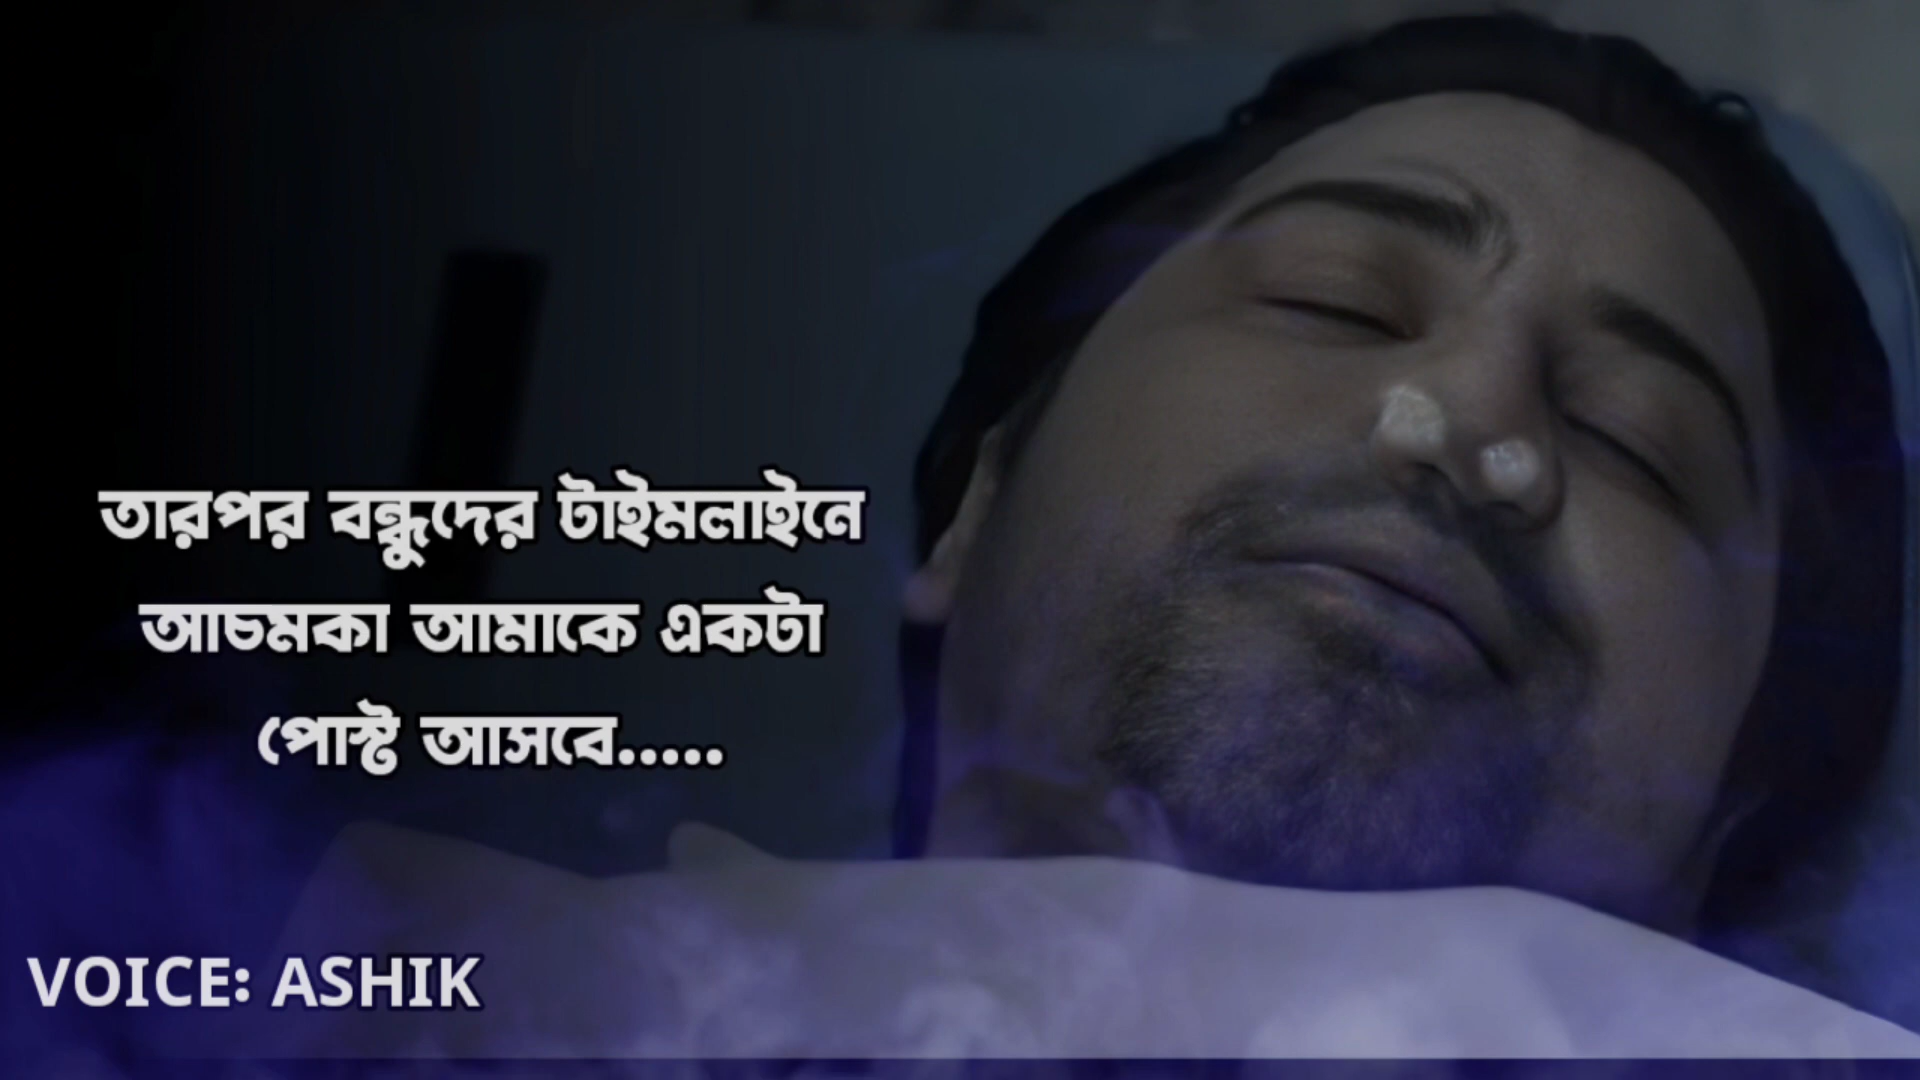 তারপর বন্ধুদের টাইমলাইনে
আচমকা আমাকে একটা
পোস্ট আসবে.....
VOICE: ASHIK